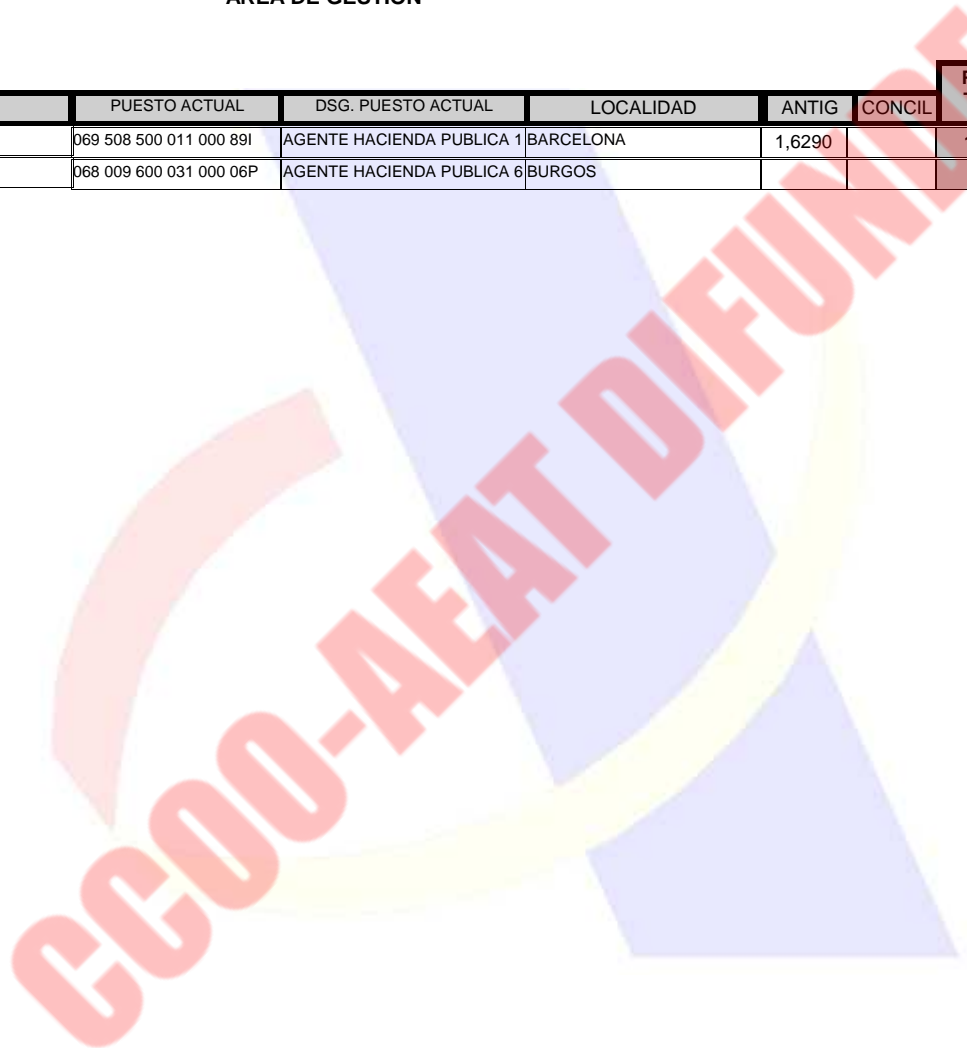 AREA DE GESTION
PUESTO ACTUAL DSG. PUESTO ACTUAL LOCALIDAD ANTIG CONCIL
069 508 500 011 000 89I AGENTE HACIENDA PUBLICA 1 BARCELONA 1,6290
068 009 600 031 000 06P AGENTE HACIENDA PUBLICA 6 BURGOS
CCOO-AEAT DIFUNDE